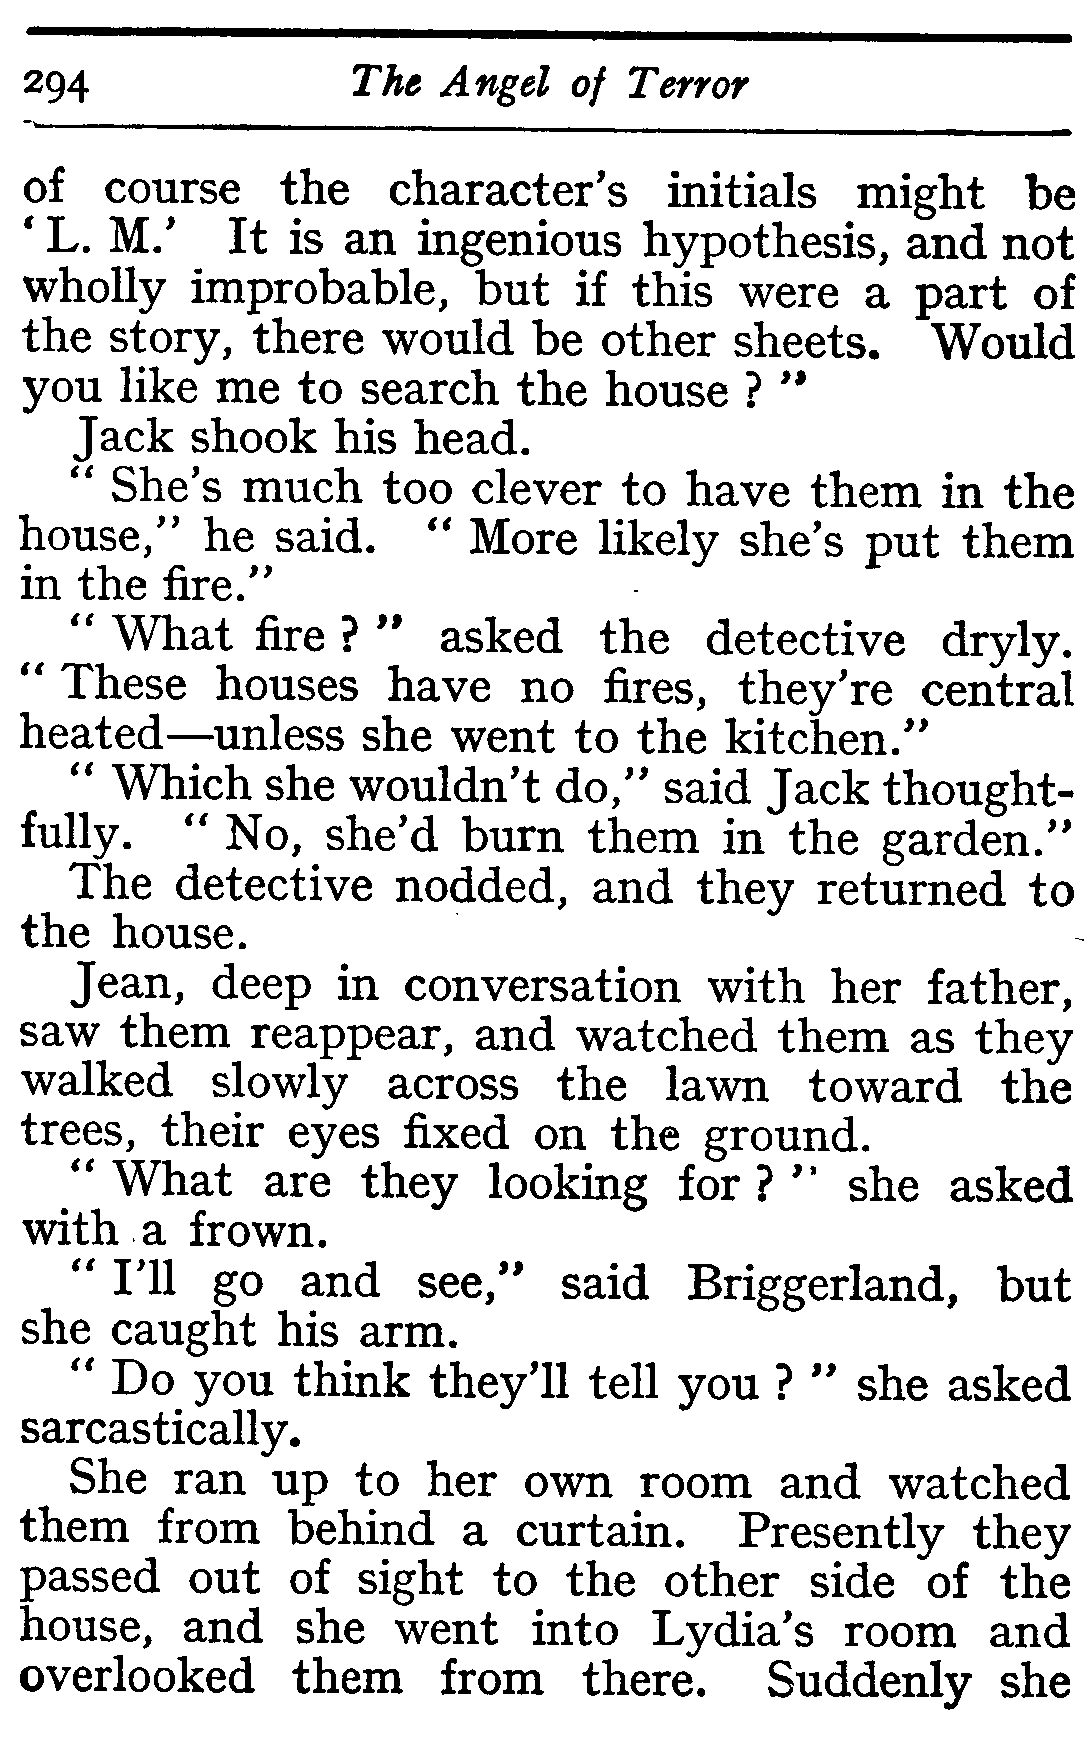 294 The Angel of Terror
of course the character's initials might be
‘ L. M.’ It is an ingenious hypothesis, and not
wholly improbable, but if this were a part of
the story, there would be other sheets. Would
you like me to search the house ? ”
Jack shook his head.
“ She's much too clever to have them in the
house,” he said. “ More likely she's put them
in the fire.”
“ What fire ? ” asked the detective dryly.
“ These houses have no fires, they're central
heated—unless she went to the kitchen.”
“ Which she wouldn't do,” said Jack thought-
fully. “ No, she'd burn them in the garden.”
The detective nodded, and they returned to
the house.
Jean, deep in conversation with her father,
saw them reappear, and watched them as they
walked slowly across the lawn toward the
trees, their eyes fixed on the ground.
“ What are they looking for ? ” she asked
with a frown.
“ I'll go and see,” said Briggerland, but
she caught his arm.
“ Do you think they'll tell you ? ” she asked
sarcastically.
She ran up to her own room and watched
them from behind a curtain. Presently they
passed out of sight to the other side of the
house, and she went into Lydia's room and
overlooked them from there. Suddenly she